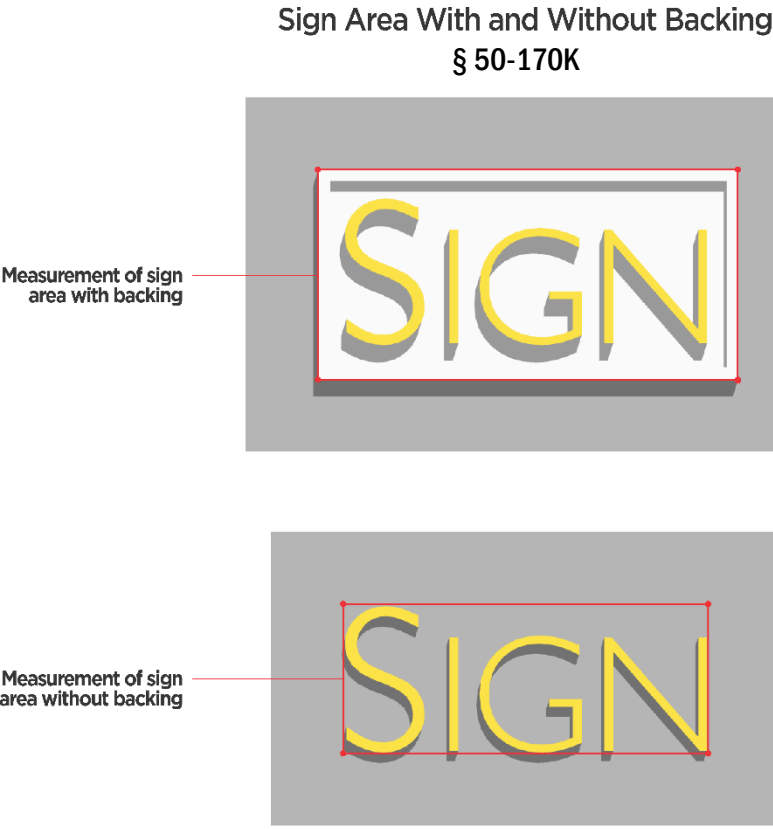 Sign Area With and Without Backing
§ 50-170K
SIGN
Measurement of sign
area with backing
SIGN
Measurement of sign
area without backing